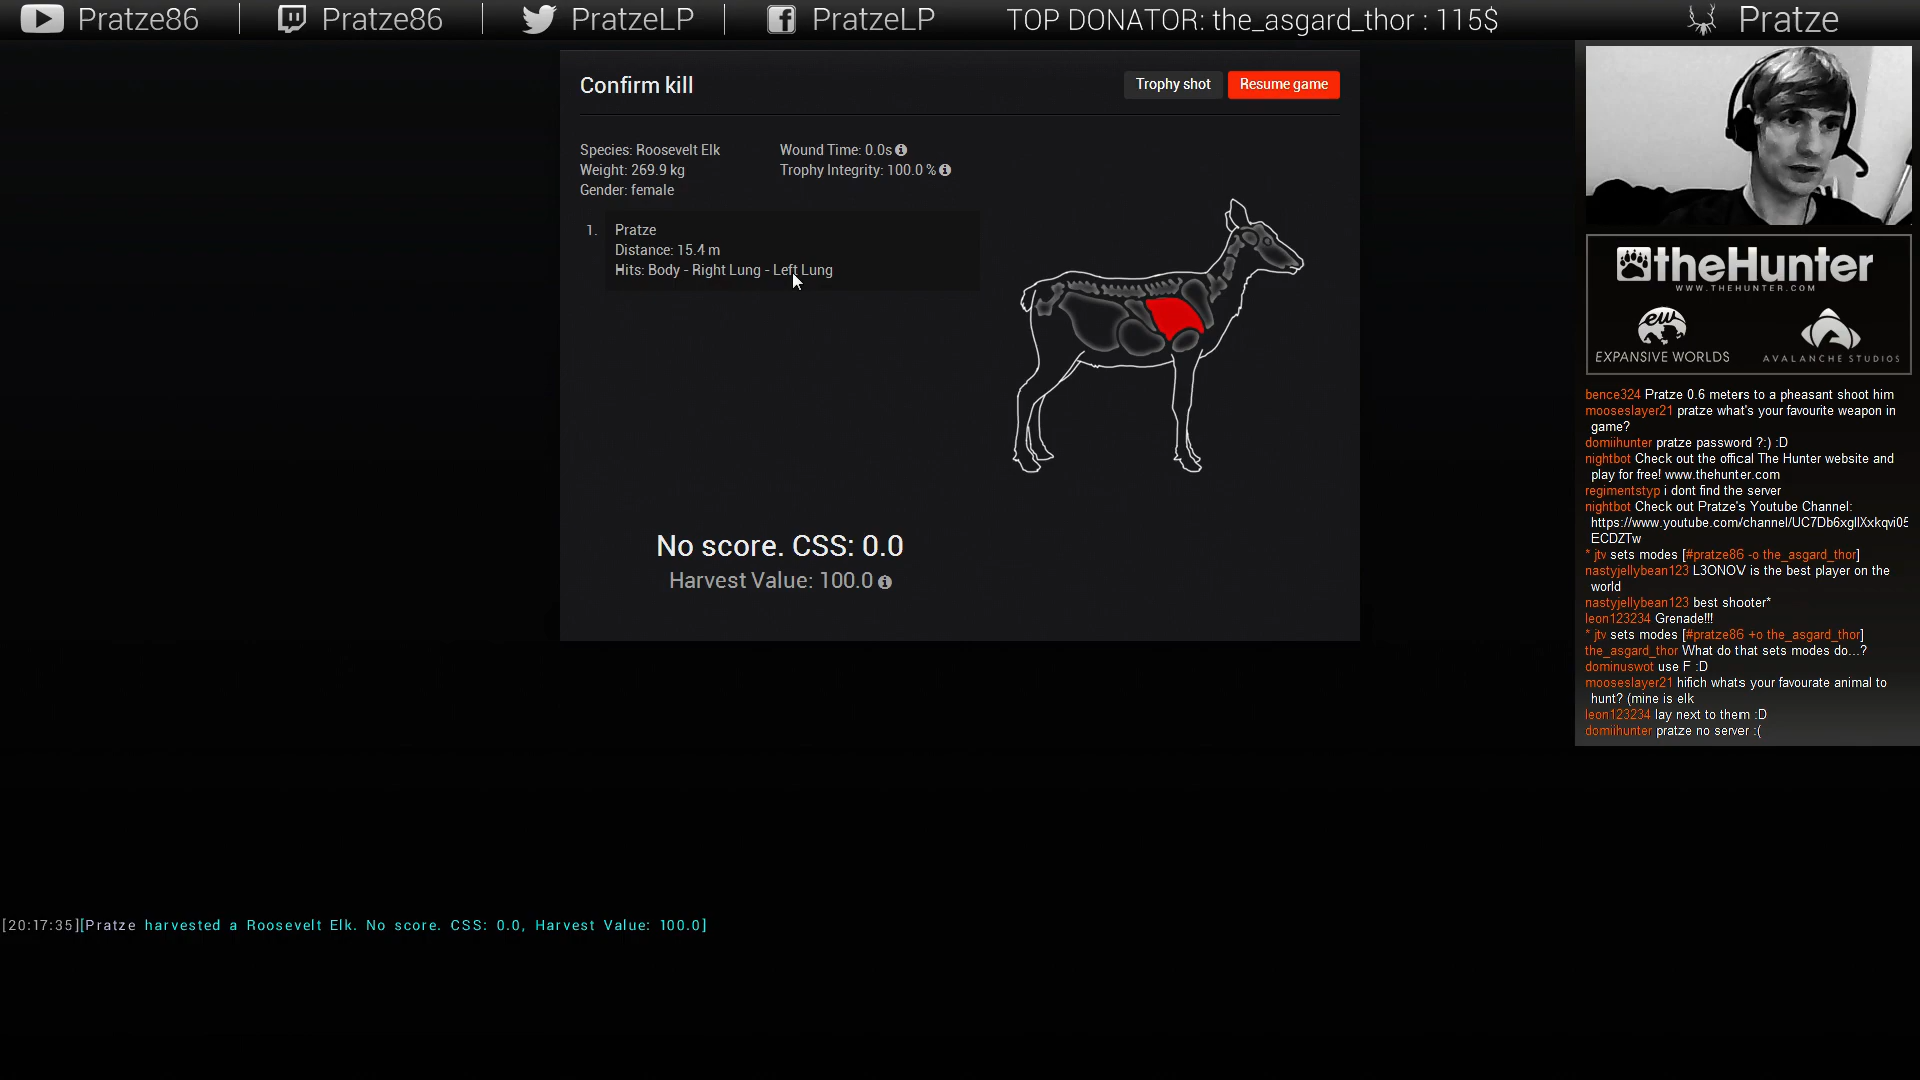 Pratze86 Pratze86 PratzeLP PratzeLP TOP DONATOR: the_asgard_thor : 115$ Pratze
Confirm kill
Trophy shot
Resume game
Species: Roosevelt Elk
Weight: 269.9 kg
Gender: female
Wound Time: 0.0s
Trophy Integrity: 100.0 %
1.
Pratze
Distance: 15.4 m
Hits: Body - Right Lung - Left Lung
No score. CSS: 0.0
Harvest Value: 100.0
[20:17:35][Pratze harvested a Roosevelt Elk. No score. CSS: 0.0, Harvest Value: 100.0]
theHunter
WWW.THEHUNTER.COM
ew
EXPANSIVE WORLDS
AVALANCHE STUDIOS
bence324 Pratze 0.6 meters to a pheasant shoot him
mooseslayer21 pratze what's your favourite weapon in
game?
domiihunter pratze password ?:) :D
nightbot Check out the offical The Hunter website and
play for free! www.thehunter.com
regimentstyp i dont find the server
nightbot Check out Pratze's Youtube Channel:
ECDZTw
* jtv sets modes [#pratze86 -o the_asgard_thor]
nastyjellybean123 L3ONOV is the best player on the
world
nastyjellybean123 best shooter*
leon123234 Grenade!!!
* jtv sets modes [#pratze86 +o the_asgard_thor]
the_asgard_thor What do that sets modes do...?
dominuswot use F :D
mooseslayer21 hifich whats your favourate animal to
hunt? (mine is elk
leon123234 lay next to them :D
domiihunter pratze no server :(